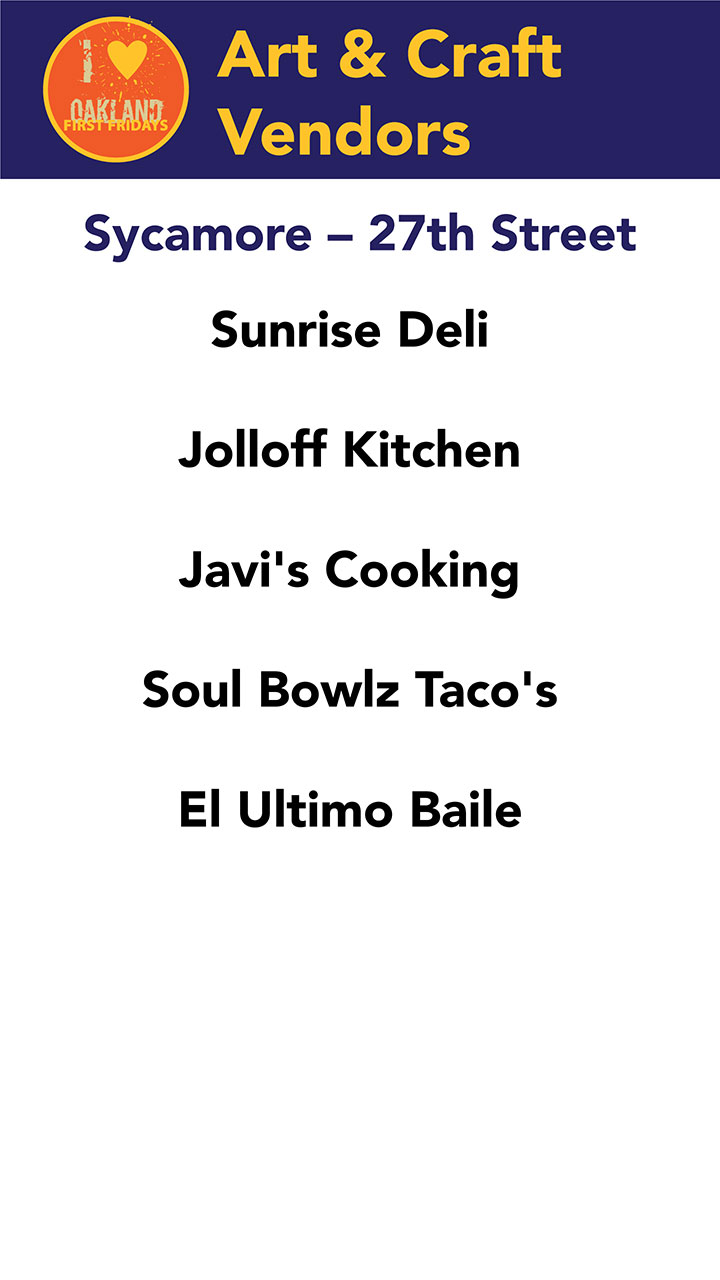 I
OAKLAND
FIRST FRIDAYS
Art & Craft
Vendors
Sycamore – 27th Street
Sunrise Deli
Jolloff Kitchen
Javi's Cooking
Soul Bowlz Taco's
El Ultimo Baile